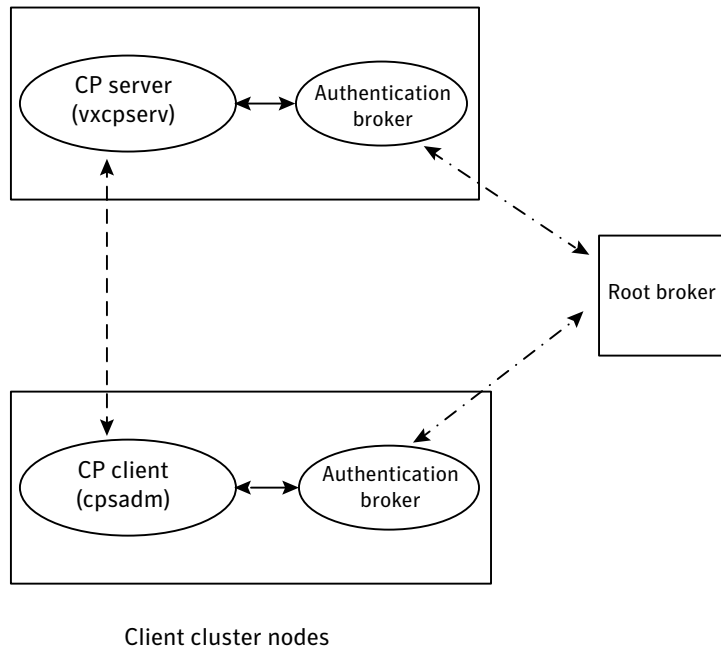 CP server
(vxcpserv)
Authentication
broker
Root broker
CP client
(cpsadm)
Authentication
broker
Client cluster nodes